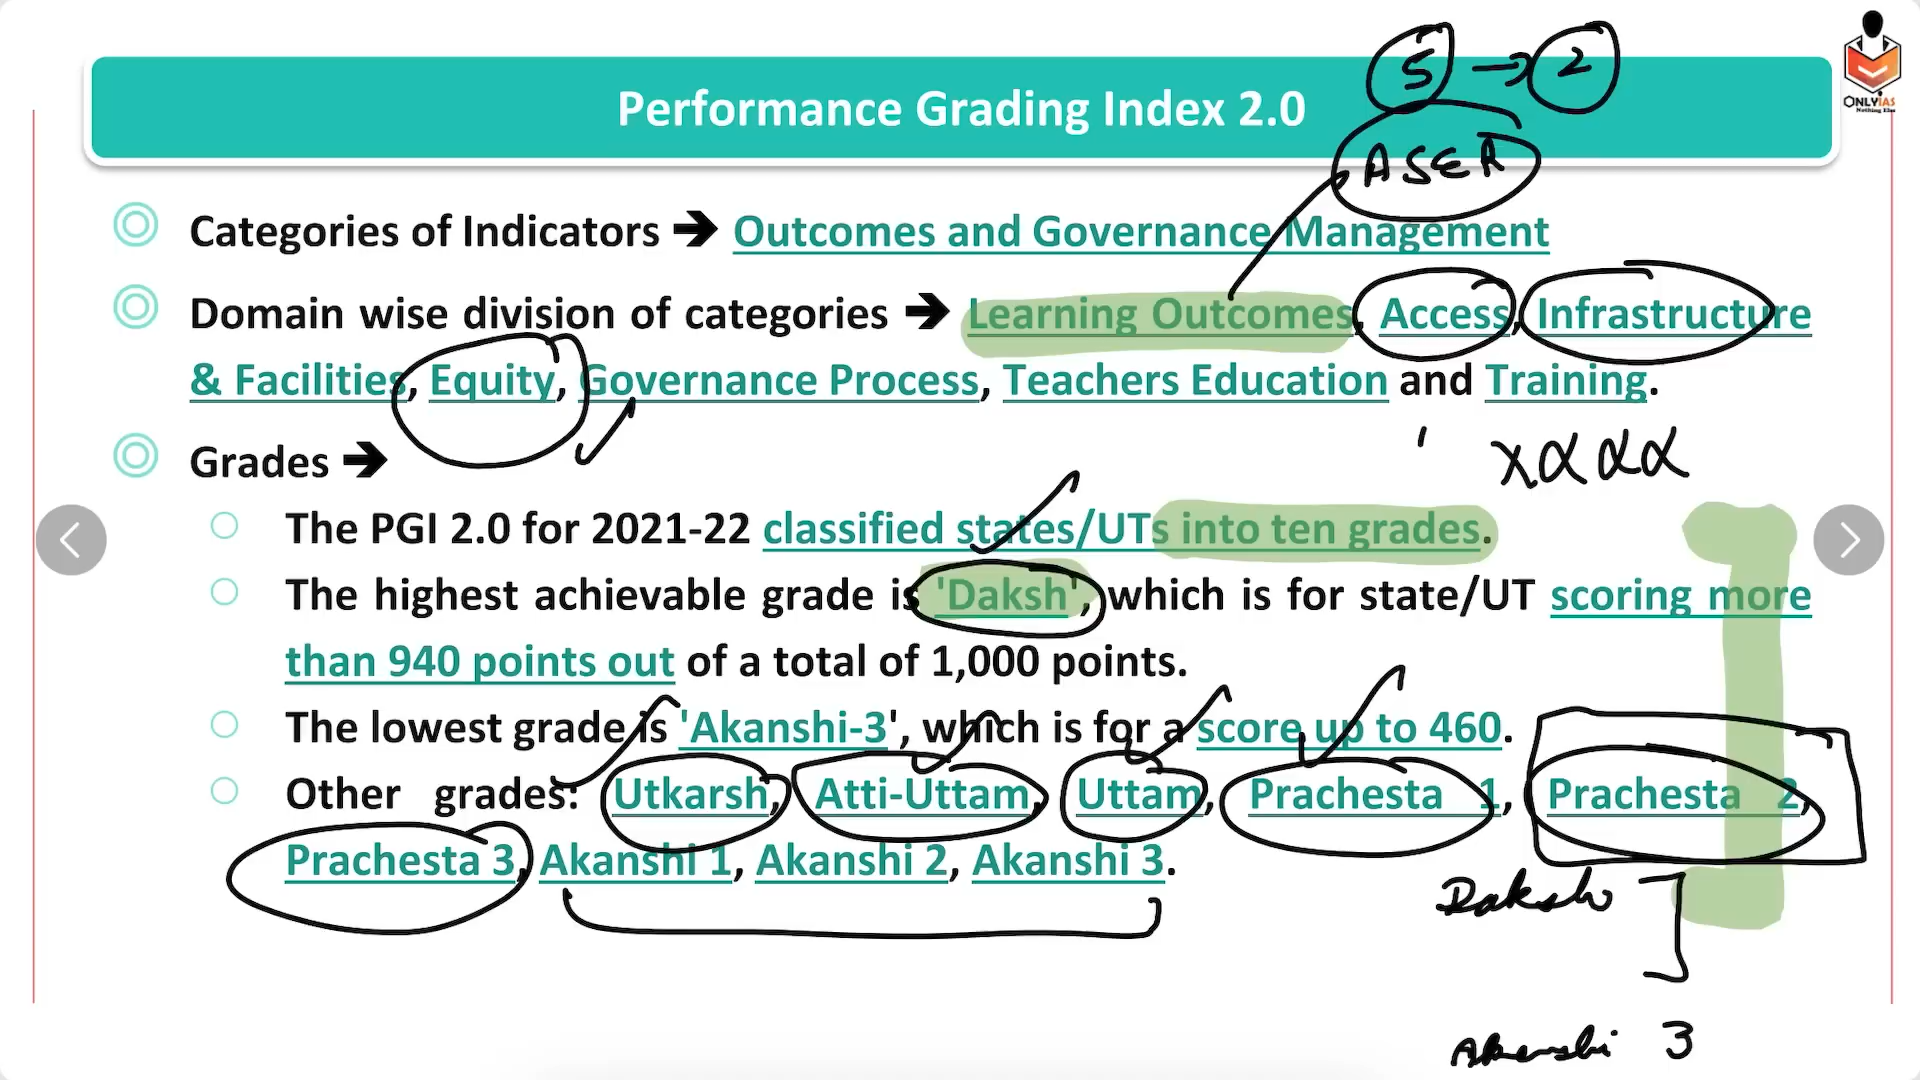 5 → 2
ONLYIAS
Nothing Else
Performance Grading Index 2.0
ASER
Categories of Indicators ➔ Outcomes and Governance Management
Domain wise division of categories ➔ Learning Outcomes, Access, Infrastructure
& Facilities, Equity, Governance Process, Teachers Education and Training.
Grades ➔
The PGI 2.0 for 2021-22 classified states/UTs into ten grades.
The highest achievable grade is 'Daksh', which is for state/UT scoring more
than 940 points out of a total of 1,000 points.
The lowest grade is 'Akanshi-3', which is for a score up to 460.
Other grades: Utkarsh, Atti-Uttam, Uttam, Prachesta 1, Prachesta 2,
Prachesta 3, Akanshi 1, Akanshi 2, Akanshi 3.
Daksh
Akanshi 3